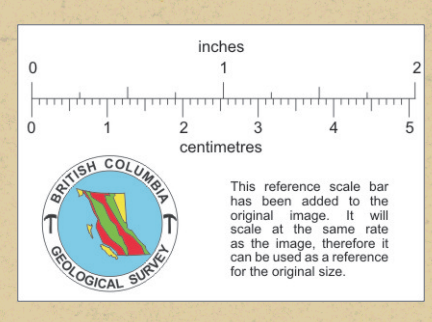 inches
0 1 2
0 1 2 3 4 5
centimetres
BRITISH COLUMBIA
GEOLOGICAL SURVEY
This reference scale bar
has been added to the
original image. It will
scale at the same rate
as the image, therefore it
can be used as a reference
for the original size.